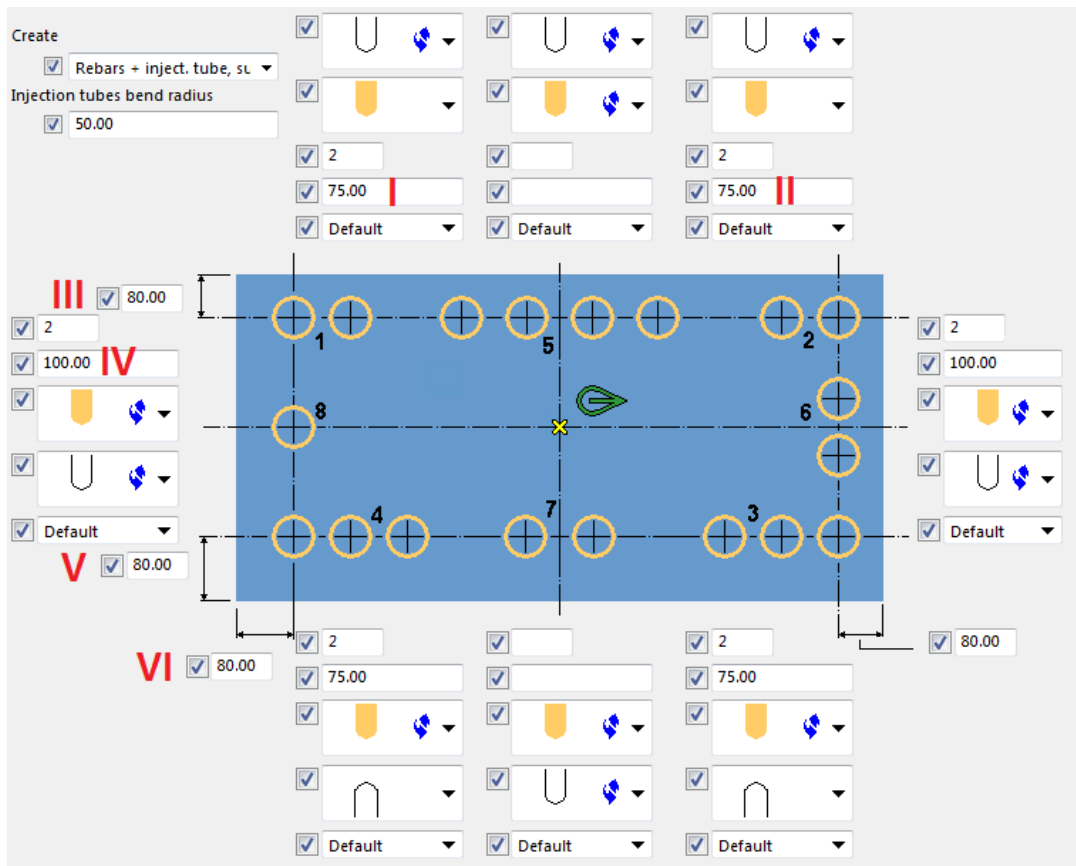 Create
Rebars + inject. tube, su
Injection tubes bend radius
50.00
2 2
75.00 I 75.00 II
Default Default Default
III 80.00
2 2
100.00 IV 100.00
1 5 2
8 6
4 7 3
Default Default
V 80.00
2 2 80.00
VI 80.00 75.00 75.00
Default Default Default